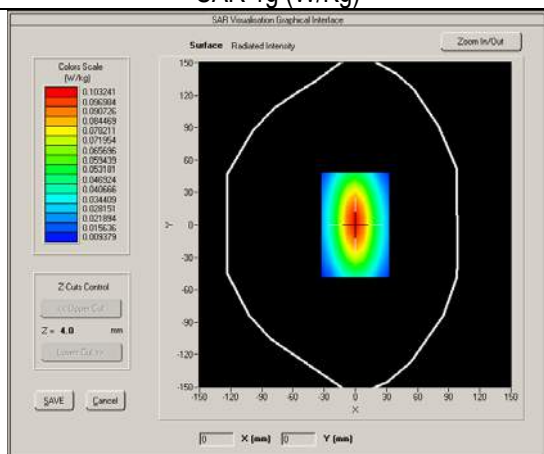 SAR 1g (W/Kg)
SAR Visualisation Graphical Interface
Surface Radiated Intensity
Zoom In/Out
Colors Scale
(W/kg)
0.103241
0.096984
0.090726
0.084469
0.078211
0.071954
0.065696
0.059439
0.053181
0.046924
0.040666
0.034409
0.028151
0.021894
0.015636
0.009379
150
120
90
60
30
0
-30
-60
-90
-120
-150
Y
-150 -120 -90 -60 -30 0 30 60 90 120 150
X
Z Cuts Control
<< Upper Cut
Z = 4.0 mm
Lower Cut >>
SAVE Cancel
0 X (mm) 0 Y (mm)